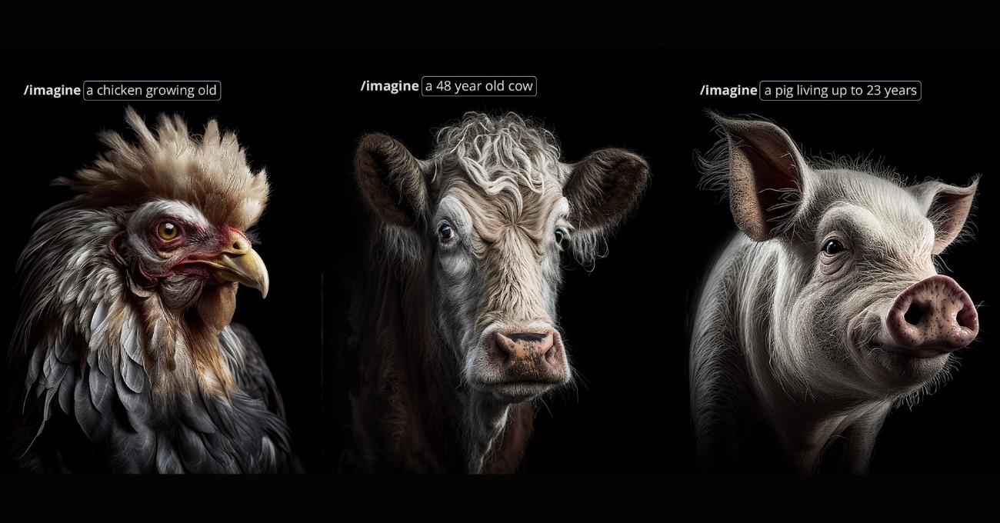 /imagine a chicken growing old
/imagine a 48 year old cow
/imagine a pig living up to 23 years